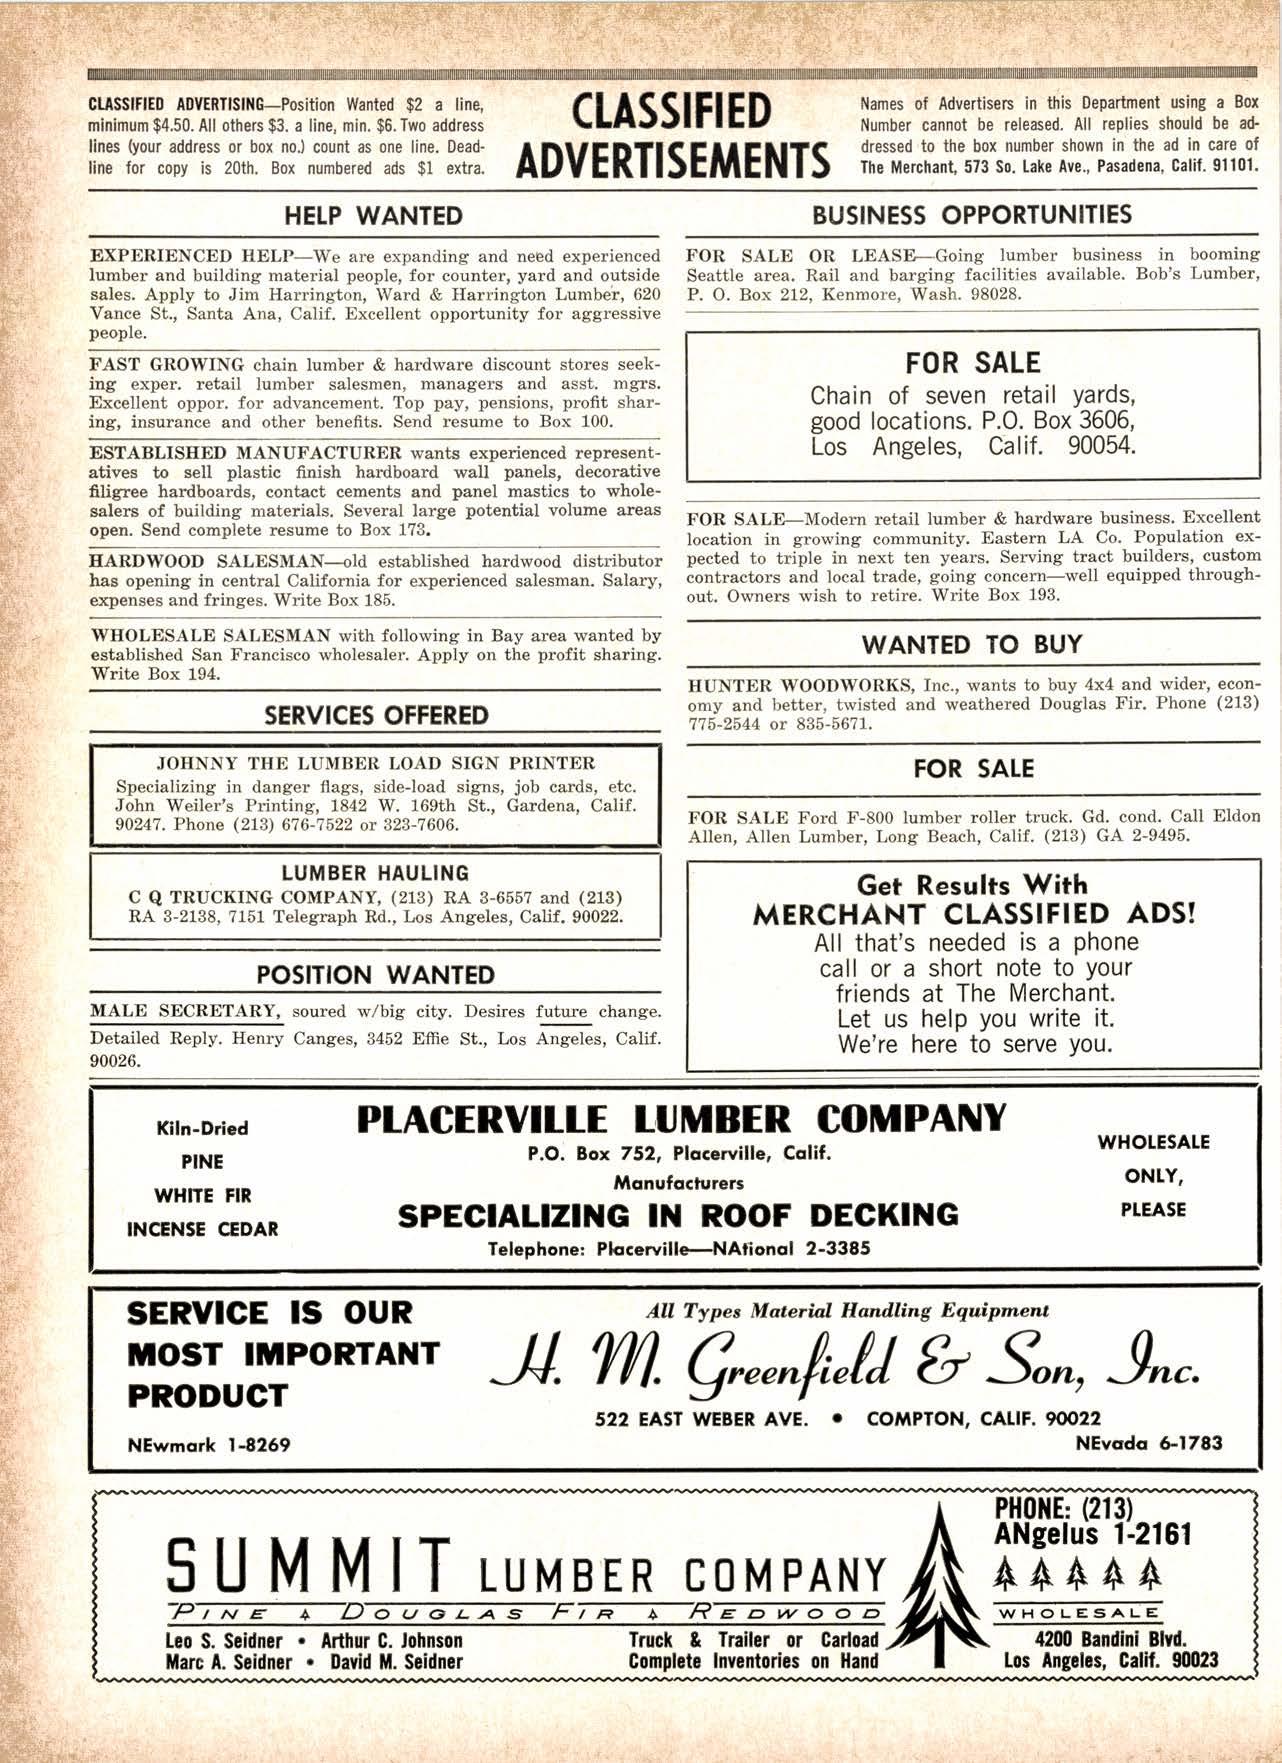 CLASSIFIED ADVERTISING—Position Wanted $2 a line,
minimum $4.50. All others $3. a line, min. $6. Two address
lines (your address or box no.) count as one line. Dead-
line for copy is 20th. Box numbered ads $1 extra.
CLASSIFIED
ADVERTISEMENTS
Names of Advertisers in this Department using a Box
Number cannot be released. All replies should be ad-
dressed to the box number shown in the ad in care of
The Merchant, 573 So. Lake Ave., Pasadena, Calif. 91101.
HELP WANTED
EXPERIENCED HELP—We are expanding and need experienced
lumber and building material people, for counter, yard and outside
sales. Apply to Jim Harrington, Ward & Harrington Lumber, 620
Vance St., Santa Ana, Calif. Excellent opportunity for aggressive
people.
FAST GROWING chain lumber & hardware discount stores seek-
ing exper. retail lumber salesmen, managers and asst. mgrs.
Excellent oppor. for advancement. Top pay, pensions, profit shar-
ing, insurance and other benefits. Send resume to Box 100.
ESTABLISHED MANUFACTURER wants experienced represent-
atives to sell plastic finish hardboard wall panels, decorative
filigree hardboards, contact cements and panel mastics to whole-
salers of building materials. Several large potential volume areas
open. Send complete resume to Box 173.
HARDWOOD SALESMAN—old established hardwood distributor
has opening in central California for experienced salesman. Salary,
expenses and fringes. Write Box 185.
WHOLESALE SALESMAN with following in Bay area wanted by
established San Francisco wholesaler. Apply on the profit sharing.
Write Box 194.
SERVICES OFFERED
JOHNNY THE LUMBER LOAD SIGN PRINTER
Specializing in danger flags, side-load signs, job cards, etc.
John Weiler's Printing, 1842 W. 169th St., Gardena, Calif.
90247. Phone (213) 676-7522 or 323-7606.
LUMBER HAULING
C Q TRUCKING COMPANY, (213) RA 3-6557 and (213)
RA 3-2138, 7151 Telegraph Rd., Los Angeles, Calif. 90022.
POSITION WANTED
MALE SECRETARY, soured w/big city. Desires future change.
Detailed Reply. Henry Canges, 3452 Effie St., Los Angeles, Calif.
90026.
BUSINESS OPPORTUNITIES
FOR SALE OR LEASE—Going lumber business in booming
Seattle area. Rail and barging facilities available. Bob's Lumber,
P. O. Box 212, Kenmore, Wash. 98028.
FOR SALE
Chain of seven retail yards,
good locations. P.O. Box 3606,
Los Angeles, Calif. 90054.
FOR SALE—Modern retail lumber & hardware business. Excellent
location in growing community. Eastern LA Co. Population ex-
pected to triple in next ten years. Serving tract builders, custom
contractors and local trade, going concern—well equipped through-
out. Owners wish to retire. Write Box 193.
WANTED TO BUY
HUNTER WOODWORKS, Inc., wants to buy 4x4 and wider, econ-
omy and better, twisted and weathered Douglas Fir. Phone (213)
775-2544 or 835-5671.
FOR SALE
FOR SALE Ford F-800 lumber roller truck. Gd. cond. Call Eldon
Allen, Allen Lumber, Long Beach, Calif. (213) GA 2-9495.
Get Results With
MERCHANT CLASSIFIED ADS!
All that's needed is a phone
call or a short note to your
friends at The Merchant.
Let us help you write it.
We're here to serve you.
Kiln-Dried
PINE
WHITE FIR
INCENSE CEDAR
PLACERVILLE LUMBER COMPANY
P.O. Box 752, Placerville, Calif.
Manufacturers
SPECIALIZING IN ROOF DECKING
Telephone: Placerville—NAtional 2-3385
WHOLESALE
ONLY,
PLEASE
SERVICE IS OUR
MOST IMPORTANT
PRODUCT
NEwmark 1-8269
All Types Material Handling Equipment
H. M. Greenfield & Son, Inc.
522 EAST WEBER AVE. • COMPTON, CALIF. 90022
NEvada 6-1783
SUMMIT LUMBER COMPANY
PINE DOUGLAS FIR REDWOOD
Leo S. Seidner • Arthur C. Johnson
Marc A. Seidner • David M. Seidner
Truck & Trailer or Carload
Complete Inventories on Hand
PHONE: (213)
ANgelus 1-2161
WHOLESALE
4200 Bandini Blvd.
Los Angeles, Calif. 90023